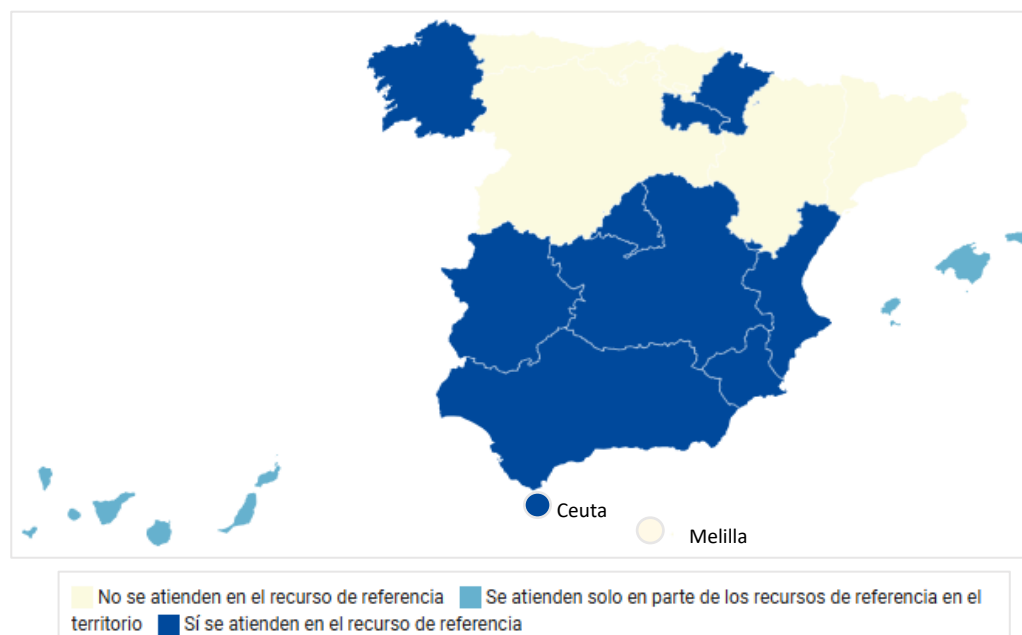 Ceuta
Melilla
No se atienden en el recurso de referencia Se atienden solo en parte de los recursos de referencia en el
territorio Sí se atienden en el recurso de referencia